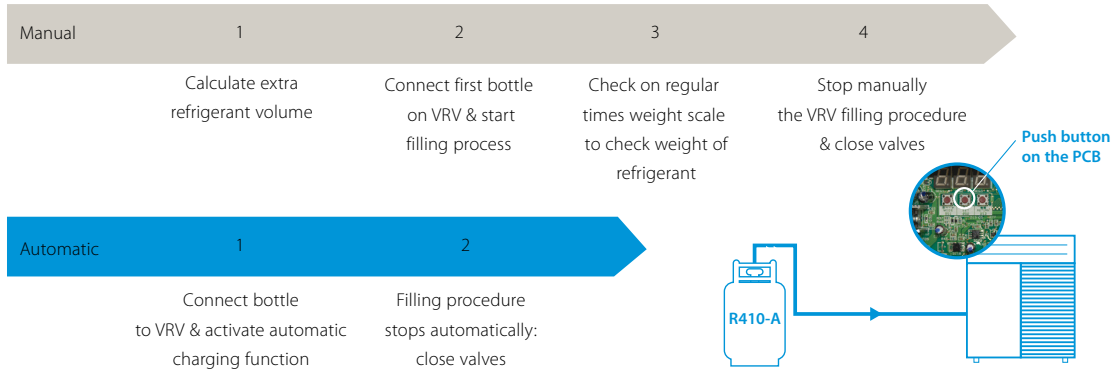 Manual 1 2 3 4
Calculate extra
refrigerant volume
Connect first bottle
on VRV & start
filling process
Check on regular
times weight scale
to check weight of
refrigerant
Stop manually
the VRV filling procedure
& close valves
Push button
on the PCB
Automatic 1 2
Connect bottle
to VRV & activate automatic
charging function
Filling procedure
stops automatically:
close valves
R410-A